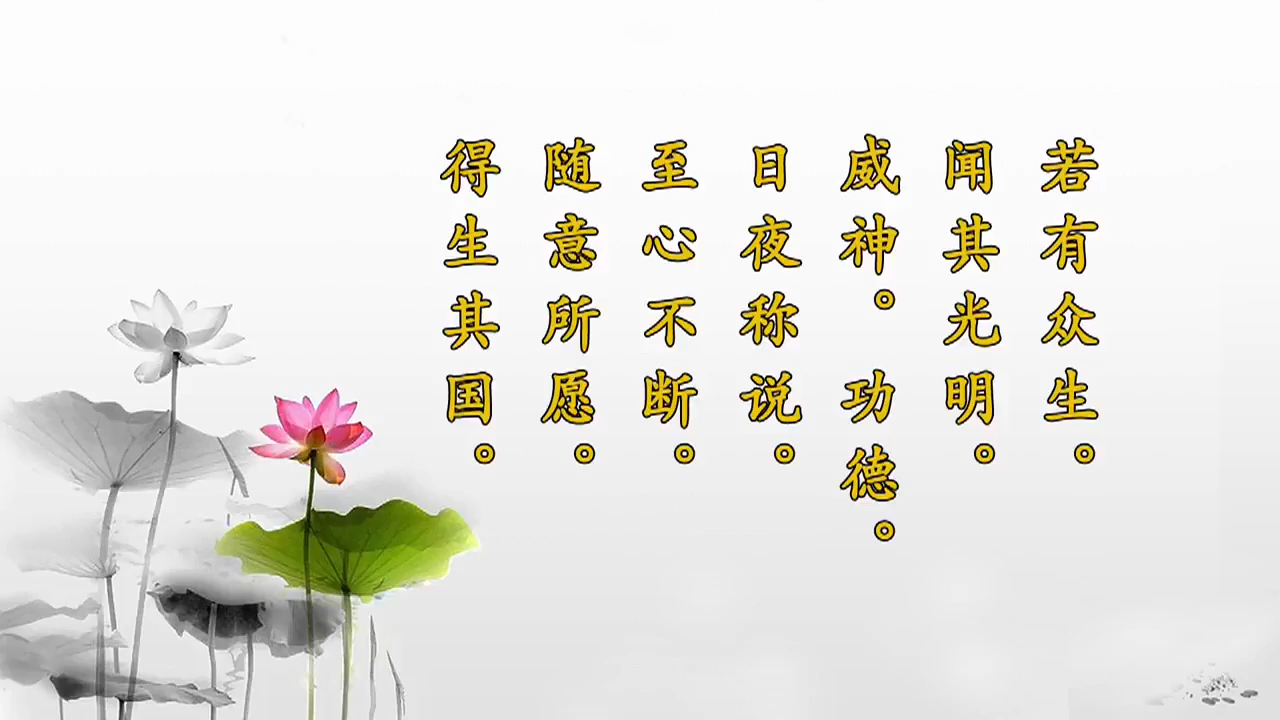 若有众生。
闻其光明。
威神。功德。
日夜称说。
至心不断。
随意所愿。
得生其国。